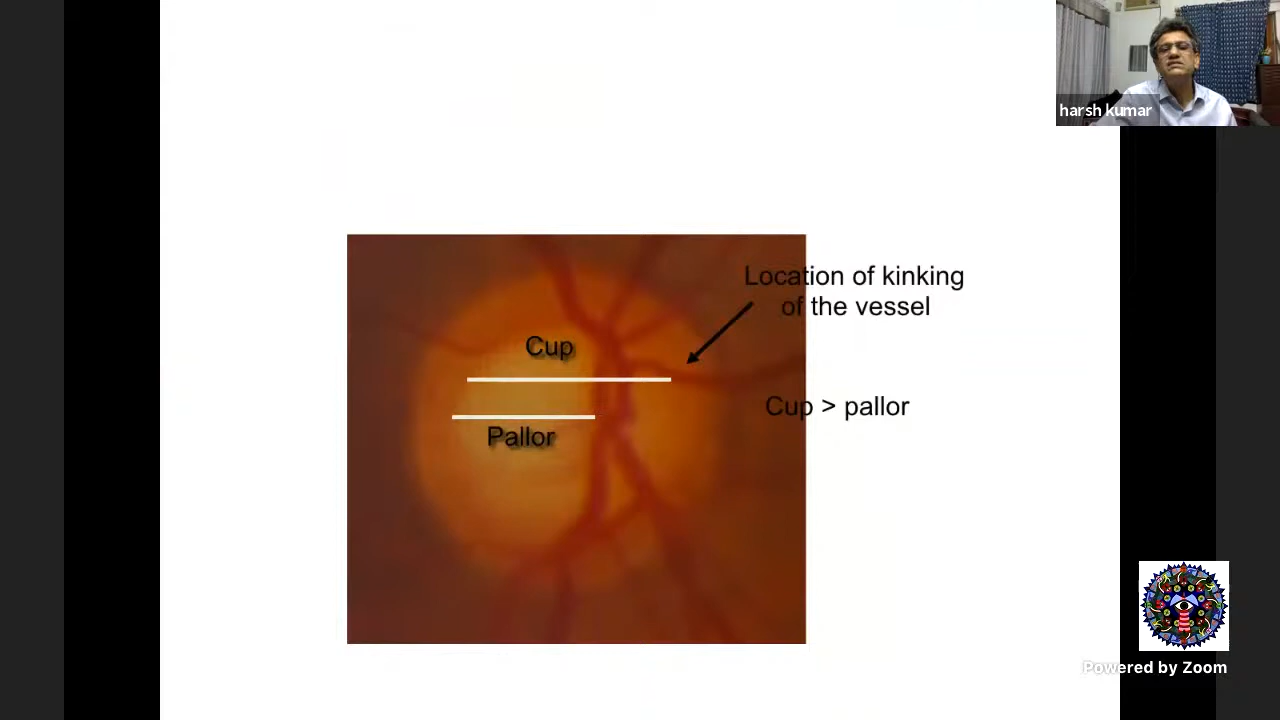 harsh kumar
Location of kinking
of the vessel
Cup
Cup > pallor
Pallor
Powered by Zoom